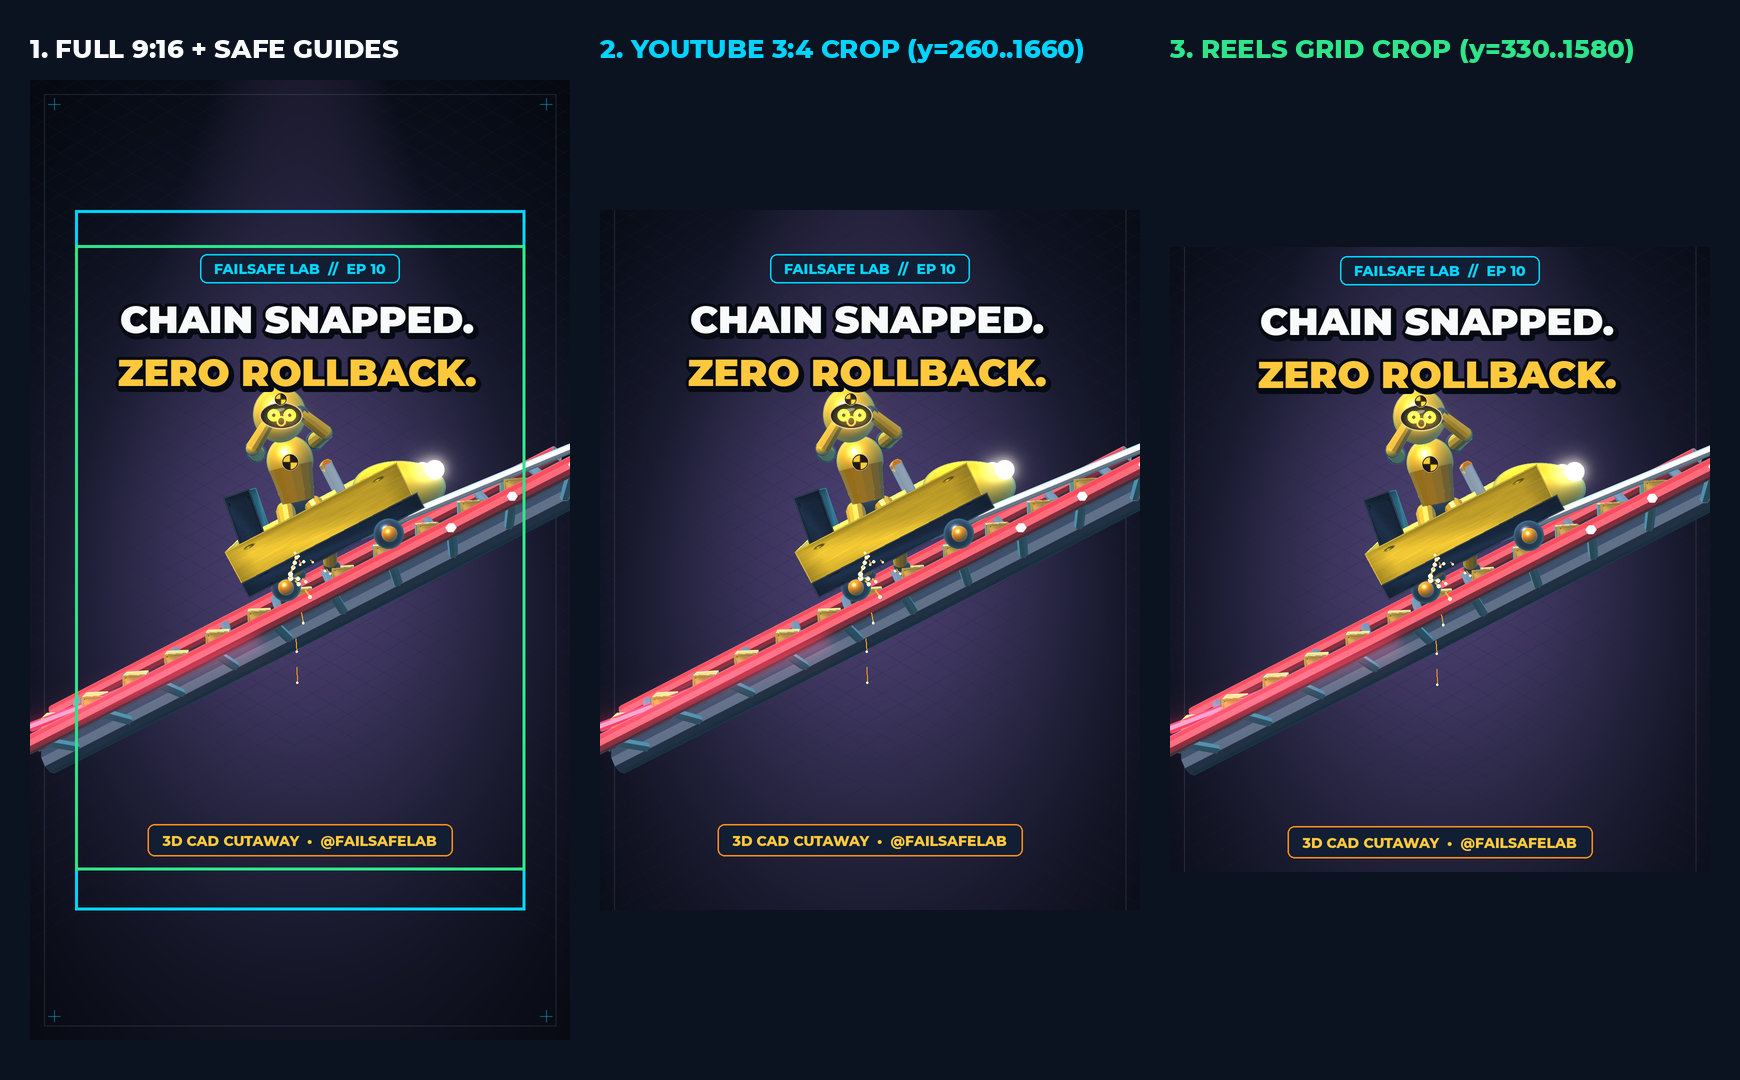 1. FULL 9:16 + SAFE GUIDES
FAILSAFE LAB // EP 10
CHAIN SNAPPED.
ZERO ROLLBACK.
3D CAD CUTAWAY • @FAILSAFELAB
2. YOUTUBE 3:4 CROP (y=260..1660)
FAILSAFE LAB // EP 10
CHAIN SNAPPED.
ZERO ROLLBACK.
3D CAD CUTAWAY • @FAILSAFELAB
3. REELS GRID CROP (y=330..1580)
FAILSAFE LAB // EP 10
CHAIN SNAPPED.
ZERO ROLLBACK.
3D CAD CUTAWAY • @FAILSAFELAB